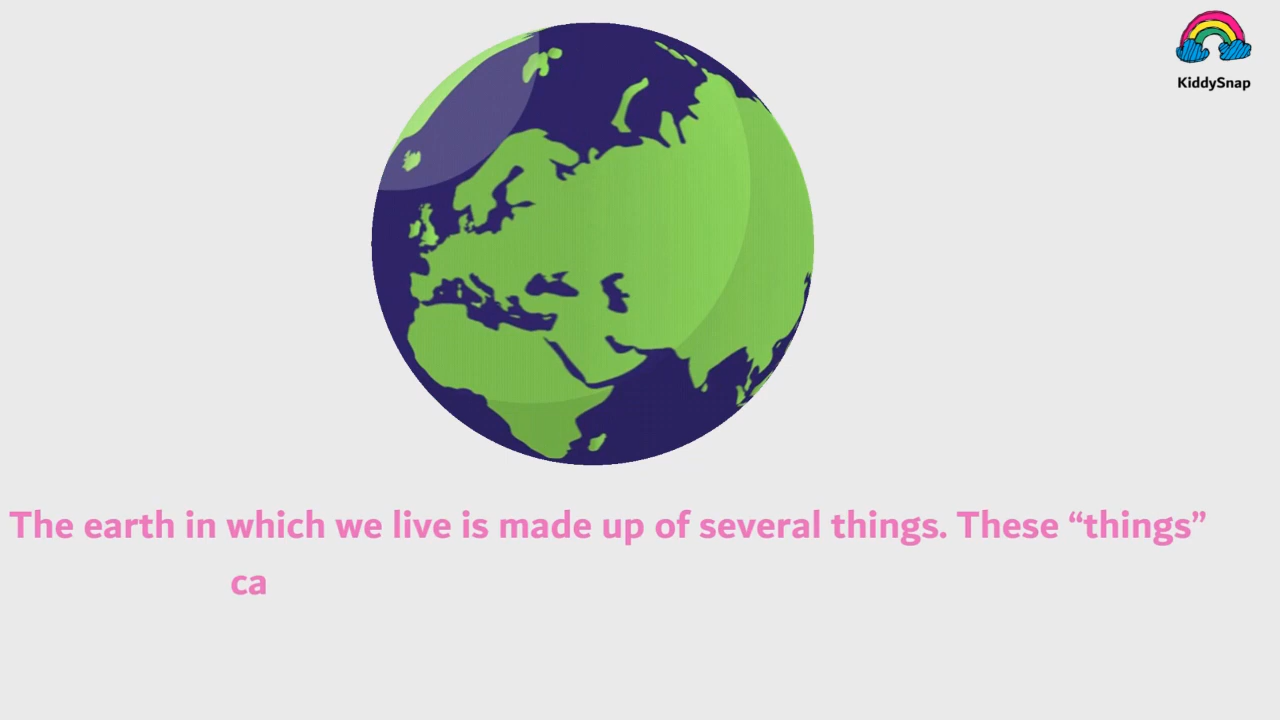 KiddySnap
The earth in which we live is made up of several things. These “things”
ca